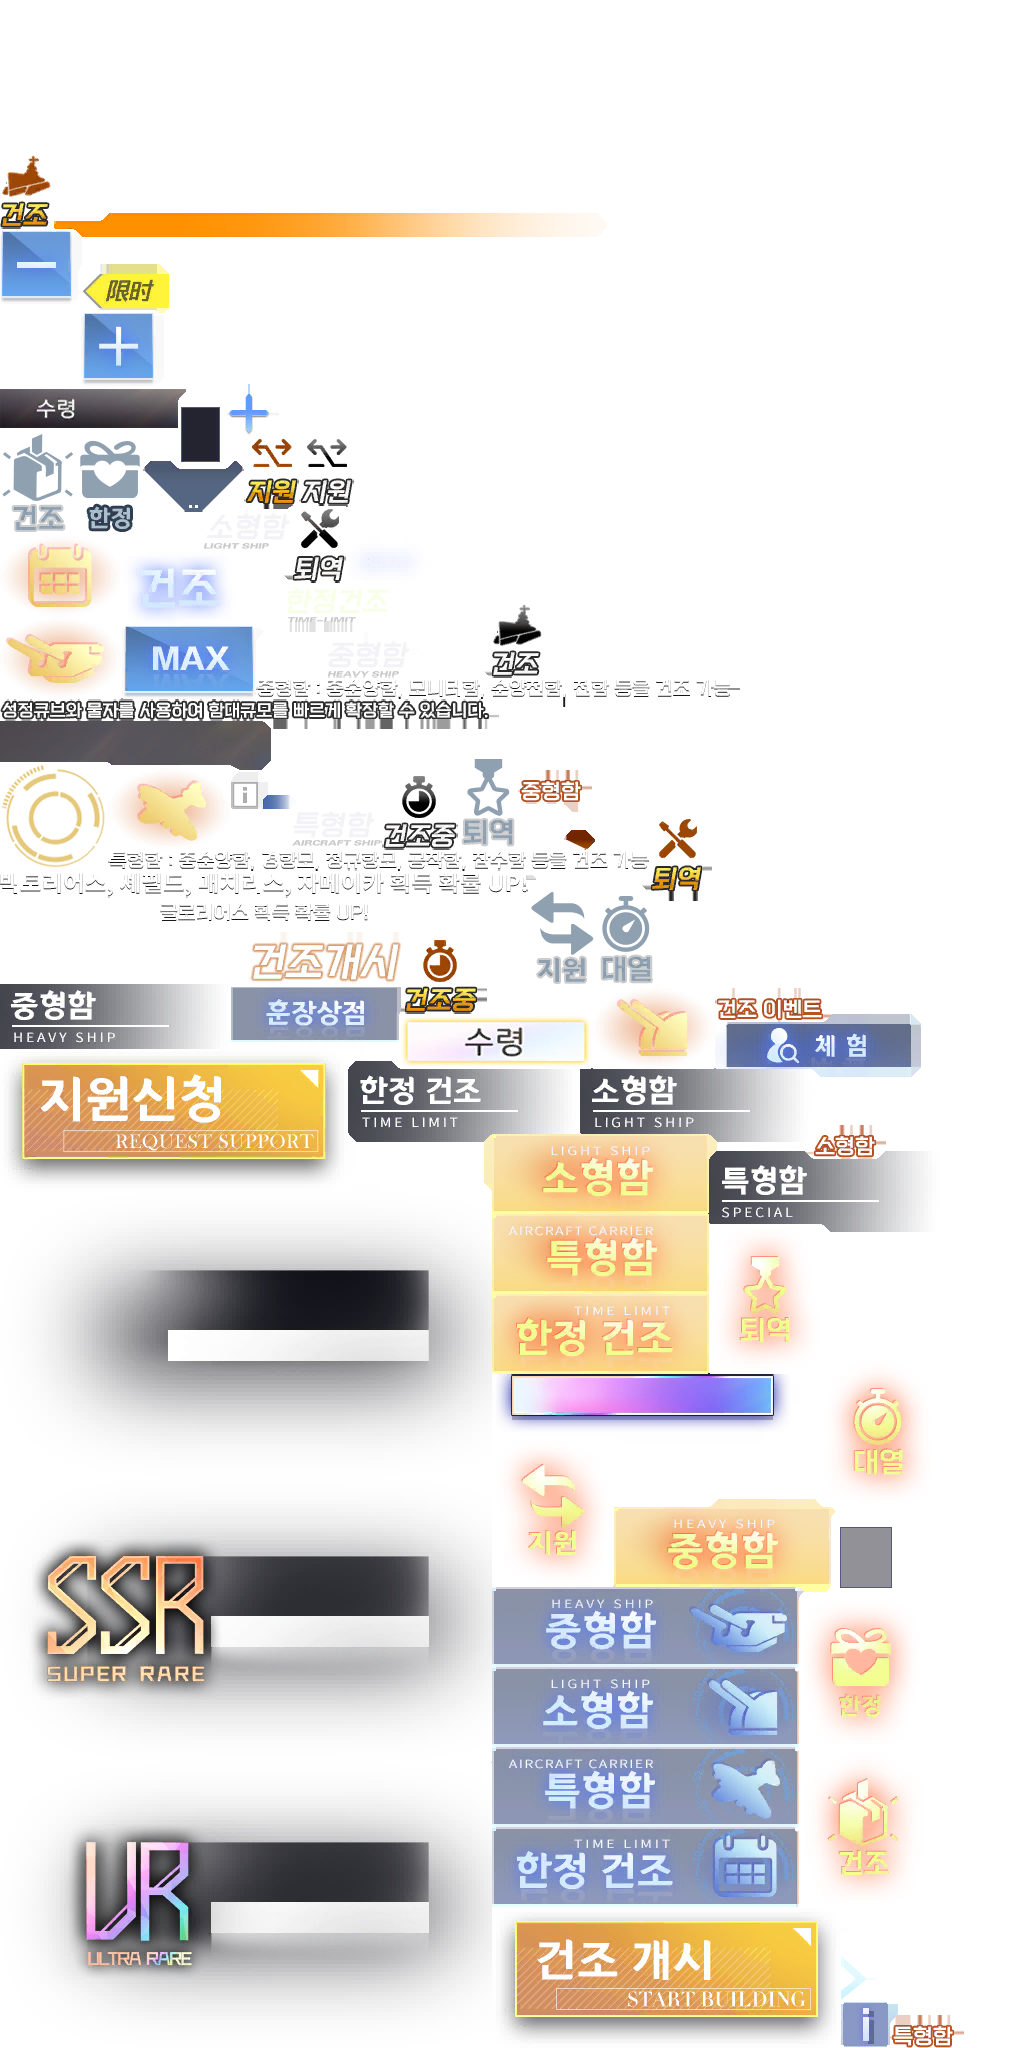 건조
限时
수령
지원
지원
건조
한정
소형함
LIGHT SHIP
퇴역
건조
한정건조
TIME-LIMIT
MAX
중형함
HEAVY SHIP
건조
중형함 : 중순양함, 모니터함, 순양전함, 전함 등을 건조 가능
성정큐브와 물자를 사용하여 함대규모를 빠르게 확장할 수 있습니다.
중형함
특형함
AIRCRAFT SHIP
건조중
퇴역
특형함 : 중순양함, 경항모, 정규항모, 공작함, 잠수함 등을 건조 가능
빅토리어스, 셰필드, 패치리스, 자메이카 획득 확률 UP!
퇴역
글로리어스 획득 확률 UP!
건조개시
지원
대열
중형함
HEAVY SHIP
훈장상점
건조중
건조 이벤트
수령
체 험
지원신청
REQUEST SUPPORT
한정 건조
TIME LIMIT
소형함
LIGHT SHIP
소형함
LIGHT SHIP
소형함
특형함
SPECIAL
AIRCRAFT CARRIER
특형함
TIME LIMIT
한정 건조
퇴역
대열
지원
HEAVY SHIP
중형함
SSR
SUPER RARE
HEAVY SHIP
중형함
한정
LIGHT SHIP
소형함
AIRCRAFT CARRIER
특형함
건조
UR
ULTRA RARE
TIME LIMIT
한정 건조
건조 개시
START BUILDING
i
특형함